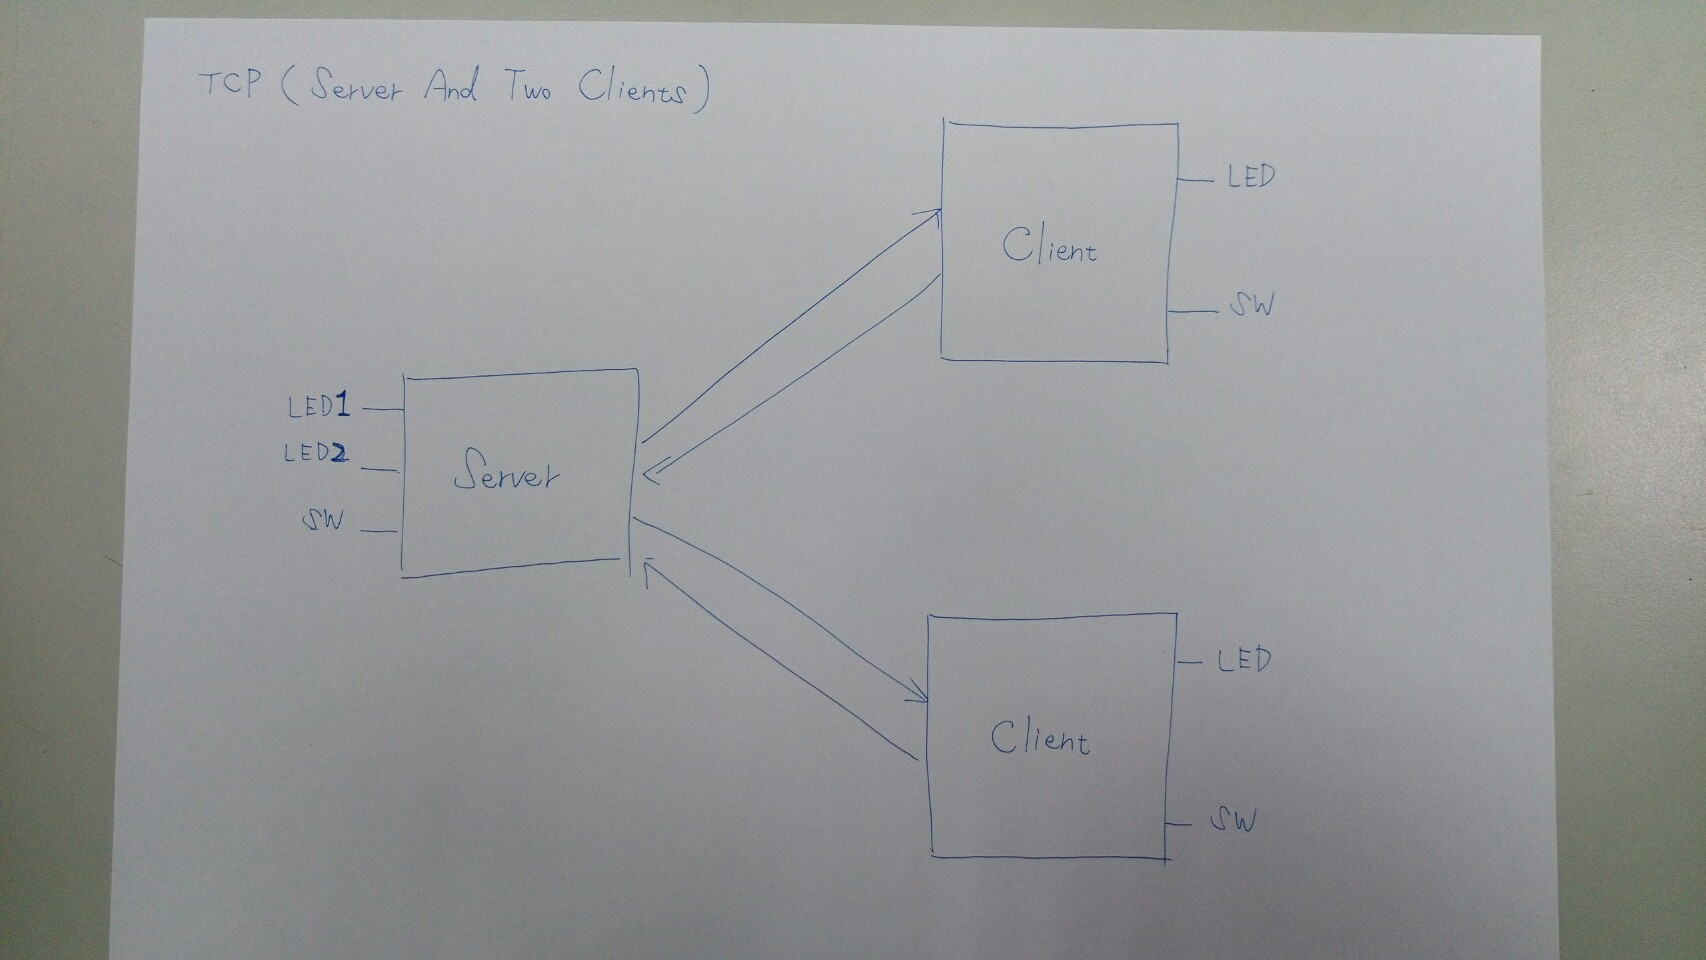 TCP (Server And Two Clients)
LED
Client
SW
LED1
LED2
Server
SW
LED
Client
SW